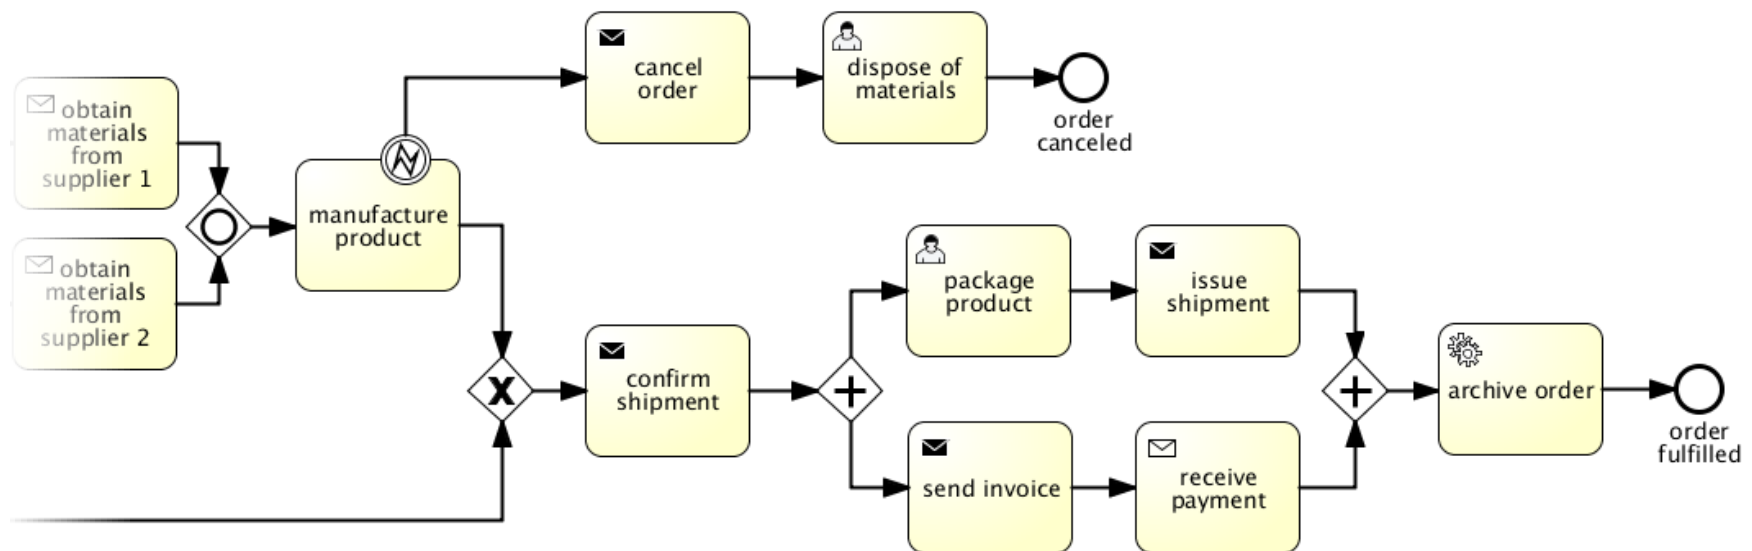 cancel
order
dispose of
materials
order
canceled
obtain
materials
from
supplier 1
manufacture
product
obtain
materials
from
supplier 2
package
product
issue
shipment
confirm
shipment
archive order
order
fulfilled
send invoice
receive
payment